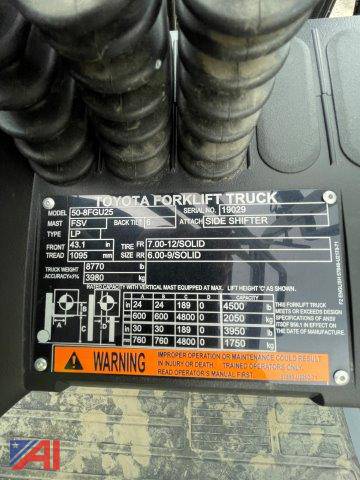 TOYOTA FORKLIFT TRUCK
MODEL NO. 50-8FGU25 SERIAL NO. 19029
MAST FSV BACK TILT 6 ATTACH SIDE SHIFTER
TYPE LP
FRONT 43.1 in TIRE FR 7.00-12/SOLID
TREAD 1095 mm SIZE RR 6.00-9/SOLID
TRUCK WEIGHT 8770 lb
ACCURACY±5% 3980 kg
RATED CAPACITY WITH VERTICAL MAST EQUIPPED AT MAX. LIFT HEIGHT 'C' AS SHOWN.
A B C D CAPACITY
in 24 24 189 0 4500 lb
mm 600 600 4800 0 2050 kg
in 30 30 189 0 3950 lb
mm 760 760 4800 0 1750 kg
THIS FORKLIFT TRUCK
MEETS OR EXCEEDS DESIGN
SPECIFICATIONS OF ANSI/
ITSDF B56.1 IN EFFECT ON
THE DATE OF MANUFACTURE.
WARNING
IMPROPER OPERATION OR MAINTENANCE COULD RESULT
IN INJURY OR DEATH. TRAINED OPERATORS ONLY.
READ OPERATOR'S MANUAL FIRST.
AI